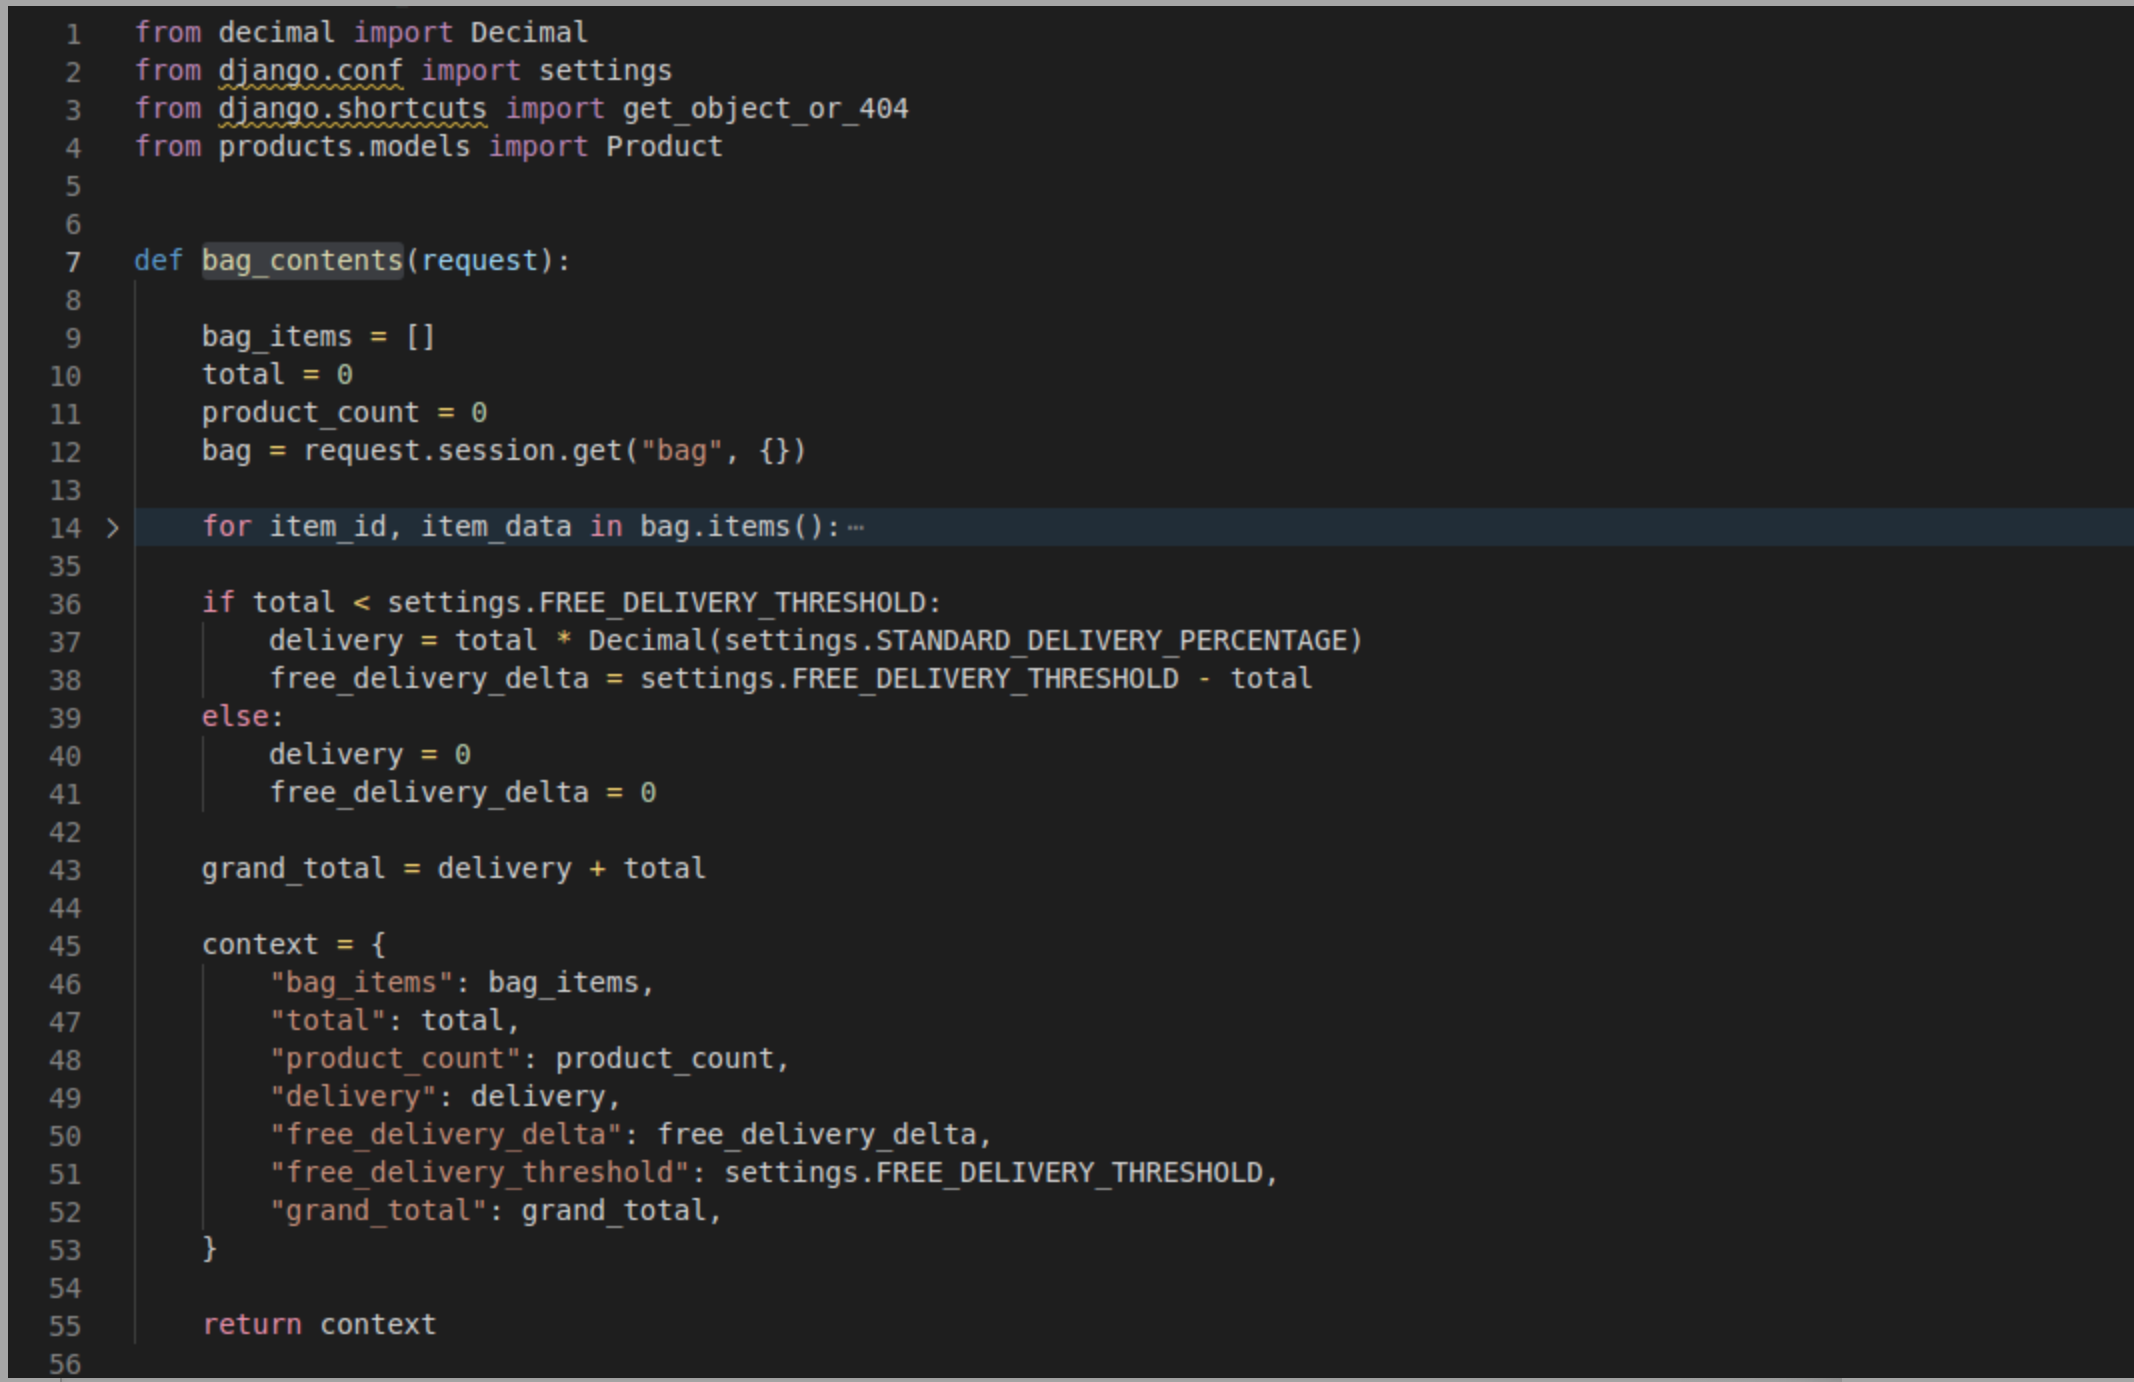 1 from decimal import Decimal
2 from django.conf import settings
3 from django.shortcuts import get_object_or_404
4 from products.models import Product
5
6
7 def bag_contents(request):
8
9     bag_items = []
10     total = 0
11     product_count = 0
12     bag = request.session.get("bag", {})
13
14 >     for item_id, item_data in bag.items():⋯
35
36     if total < settings.FREE_DELIVERY_THRESHOLD:
37         delivery = total * Decimal(settings.STANDARD_DELIVERY_PERCENTAGE)
38         free_delivery_delta = settings.FREE_DELIVERY_THRESHOLD - total
39     else:
40         delivery = 0
41         free_delivery_delta = 0
42
43     grand_total = delivery + total
44
45     context = {
46         "bag_items": bag_items,
47         "total": total,
48         "product_count": product_count,
49         "delivery": delivery,
50         "free_delivery_delta": free_delivery_delta,
51         "free_delivery_threshold": settings.FREE_DELIVERY_THRESHOLD,
52         "grand_total": grand_total,
53     }
54
55     return context
56